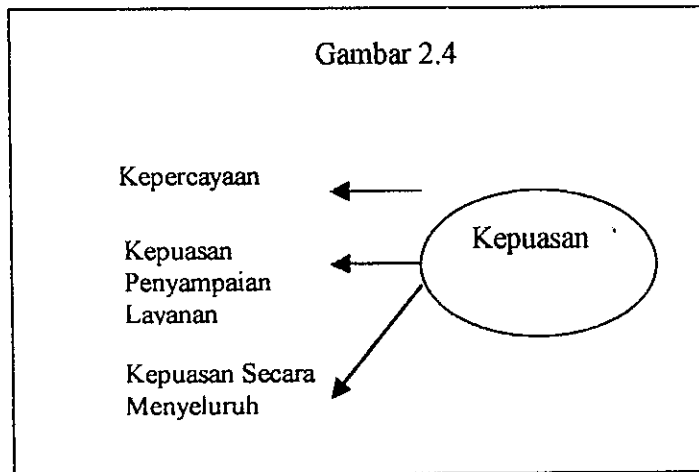 Gambar 2.4
Kepercayaan
Kepuasan
Penyampaian
Layanan
Kepuasan Secara
Menyeluruh
Kepuasan